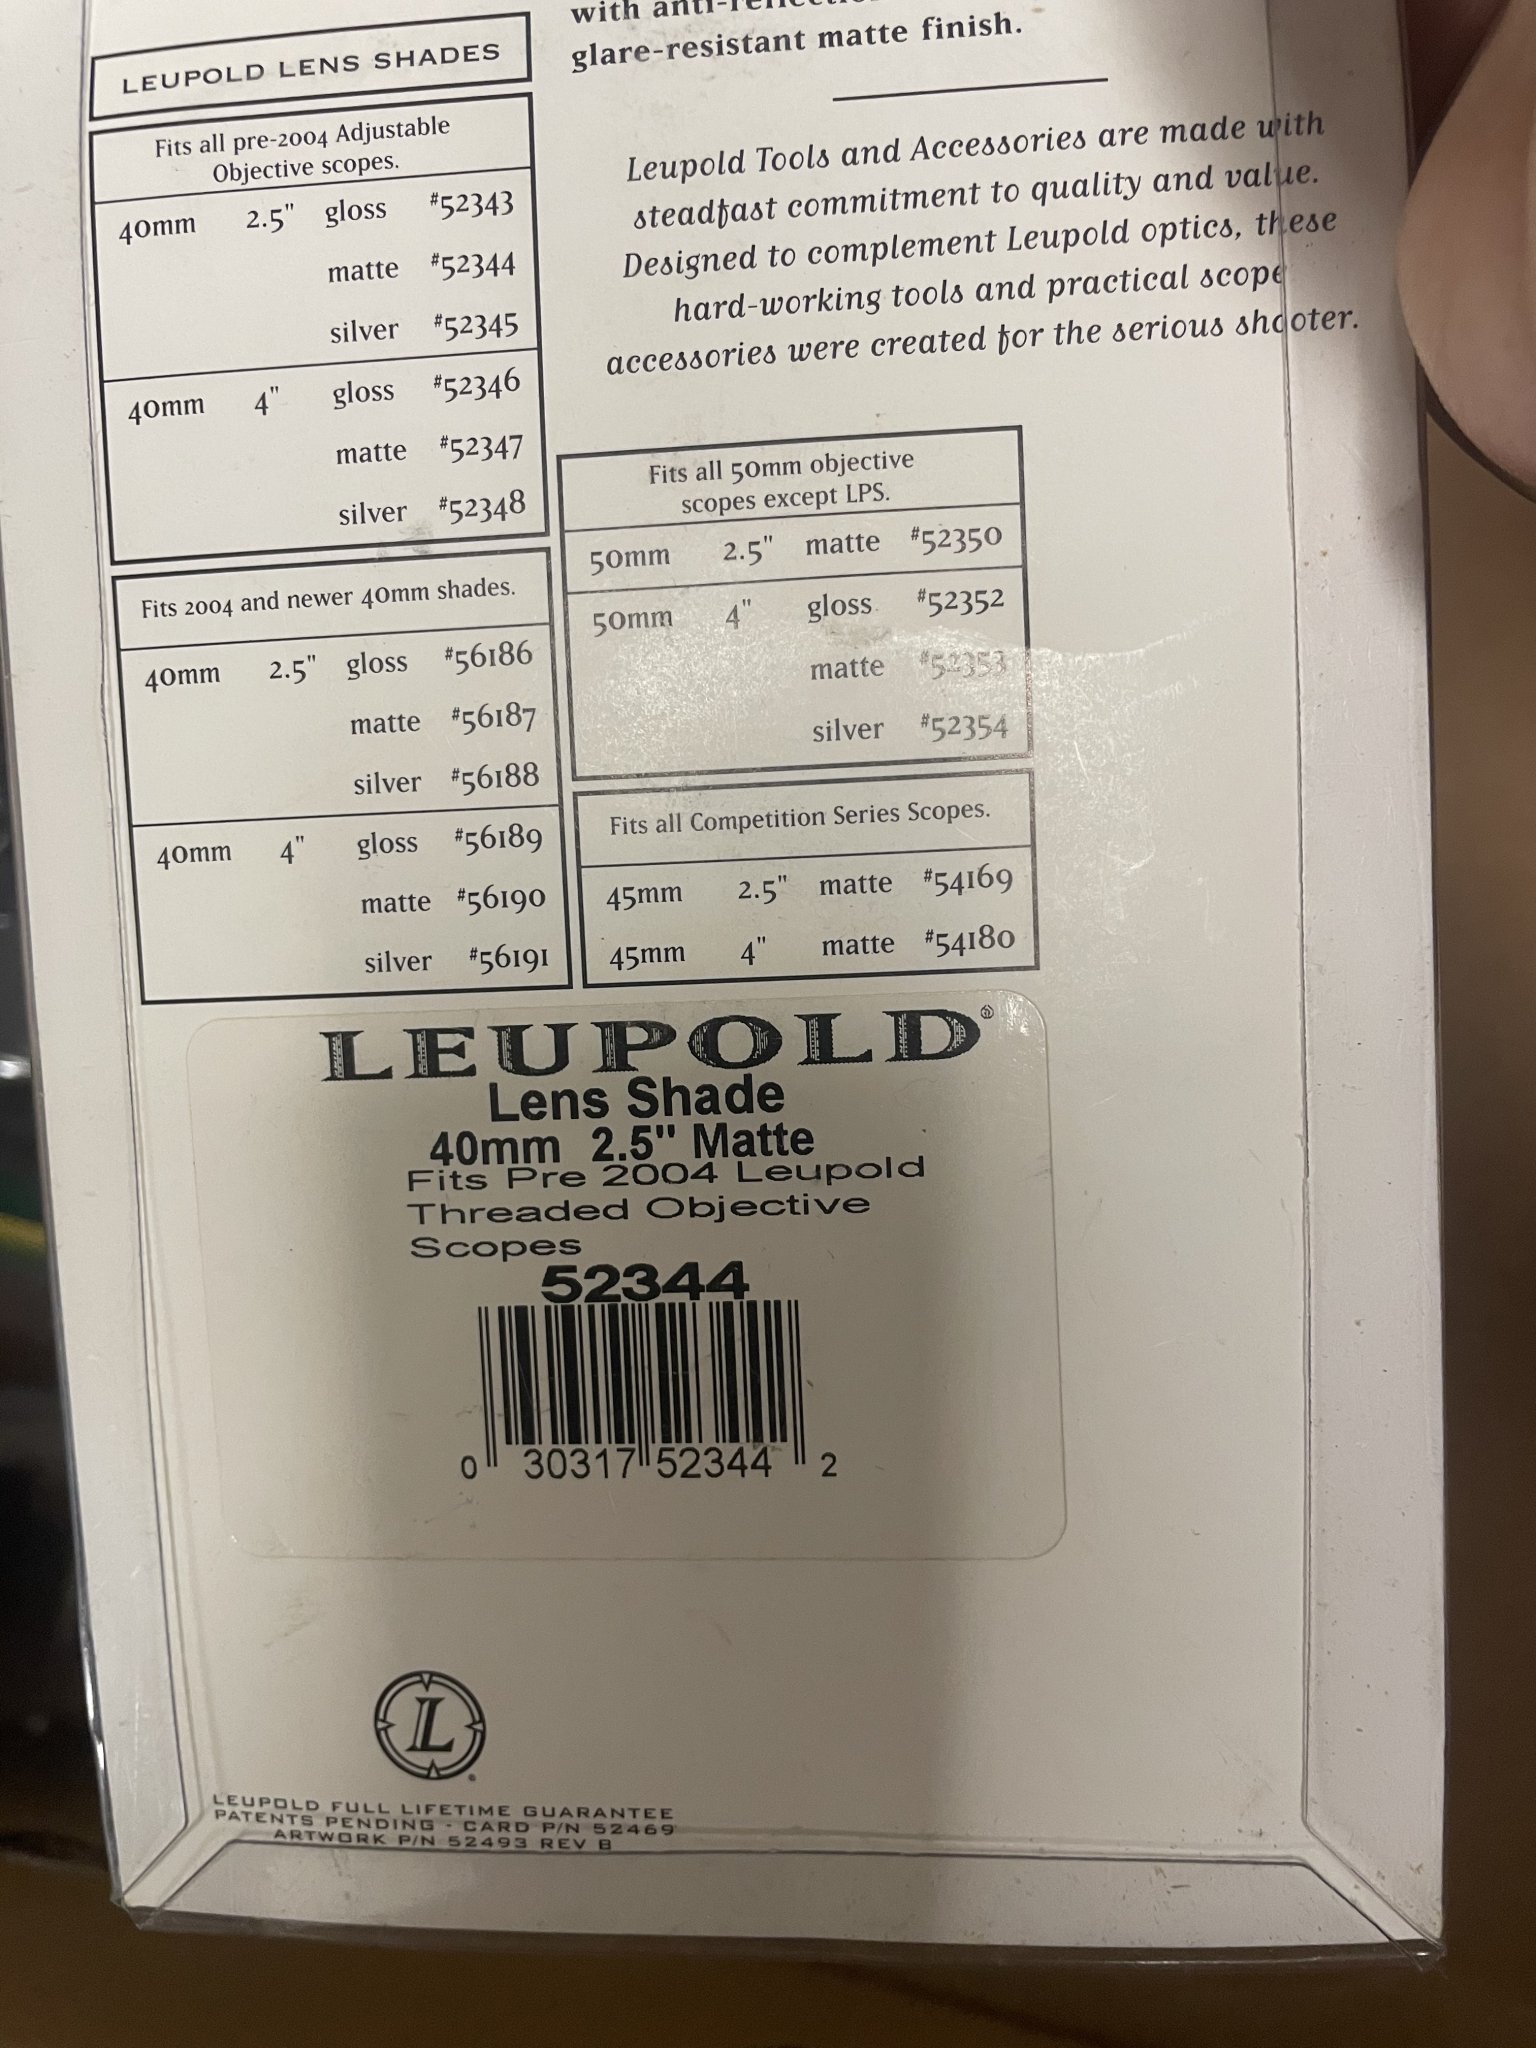 LEUPOLD LENS SHADES
Fits all pre-2004 Adjustable
Objective scopes.
40mm 2.5" gloss #52343
matte #52344
silver #52345
40mm 4" gloss #52346
matte #52347
silver #52348
Fits 2004 and newer 40mm shades.
40mm 2.5" gloss #56186
matte #56187
silver #56188
40mm 4" gloss #56189
matte #56190
silver #56191
with
glare-resistant matte finish.
Leupold Tools and Accessories are made with
steadfast commitment to quality and value.
Designed to complement Leupold optics, these
hard-working tools and practical scope
accessories were created for the serious shooter.
Fits all 50mm objective
scopes except LPS.
50mm 2.5" matte #52350
50mm 4" gloss #52352
matte #52353
silver #52354
Fits all Competition Series Scopes.
45mm 2.5" matte #54169
45mm 4" matte #54180
LEUPOLD®
Lens Shade
40mm 2.5" Matte
Fits Pre 2004 Leupold
Threaded Objective
Scopes
52344
0 30317 52344 2
L
LEUPOLD FULL LIFETIME GUARANTEE
PATENTS PENDING · CARD P/N 52469
ARTWORK P/N 52493 REV B